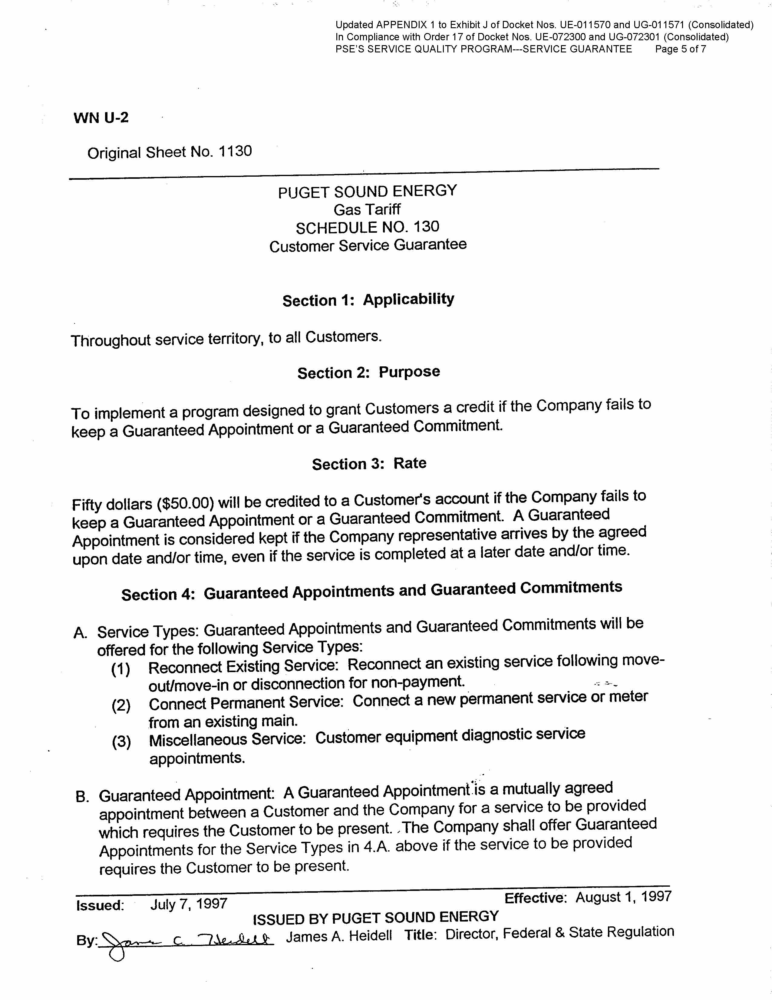 Updated APPENDIX 1 to Exhibit J of Docket Nos. UE-011570 and UG-011571 (Consolidated)
In Compliance with Order 17 of Docket Nos. UE-072300 and UG-072301 (Consolidated)
PSE'S SERVICE QUALITY PROGRAM---SERVICE GUARANTEE Page 5 of 7
WN U-2
Original Sheet No. 1130
PUGET SOUND ENERGY
Gas Tariff
SCHEDULE NO. 130
Customer Service Guarantee
Section 1: Applicability
Throughout service territory, to all Customers.
Section 2: Purpose
To implement a program designed to grant Customers a credit if the Company fails to
keep a Guaranteed Appointment or a Guaranteed Commitment.
Section 3: Rate
Fifty dollars ($50.00) will be credited to a Customer's account if the Company fails to
keep a Guaranteed Appointment or a Guaranteed Commitment. A Guaranteed
Appointment is considered kept if the Company representative arrives by the agreed
upon date and/or time, even if the service is completed at a later date and/or time.
Section 4: Guaranteed Appointments and Guaranteed Commitments
A. Service Types: Guaranteed Appointments and Guaranteed Commitments will be
offered for the following Service Types:
(1) Reconnect Existing Service: Reconnect an existing service following move-
out/move-in or disconnection for non-payment.
(2) Connect Permanent Service: Connect a new permanent service or meter
from an existing main.
(3) Miscellaneous Service: Customer equipment diagnostic service
appointments.
B. Guaranteed Appointment: A Guaranteed Appointment is a mutually agreed
appointment between a Customer and the Company for a service to be provided
which requires the Customer to be present. The Company shall offer Guaranteed
Appointments for the Service Types in 4.A. above if the service to be provided
requires the Customer to be present.
Issued: July 7, 1997 Effective: August 1, 1997
ISSUED BY PUGET SOUND ENERGY
By: James C. Heidell James A. Heidell Title: Director, Federal & State Regulation